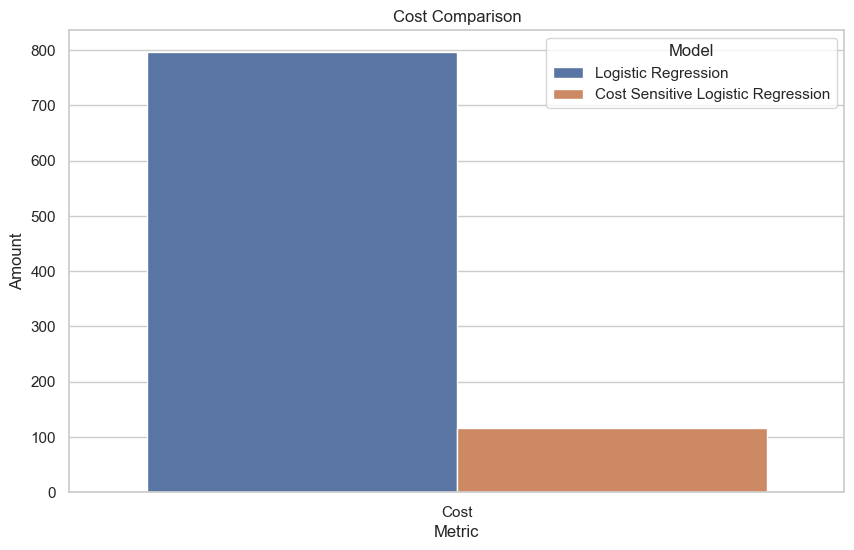 Cost Comparison
Model
Logistic Regression
Cost Sensitive Logistic Regression
Amount
800
700
600
500
400
300
200
100
0
Cost
Metric